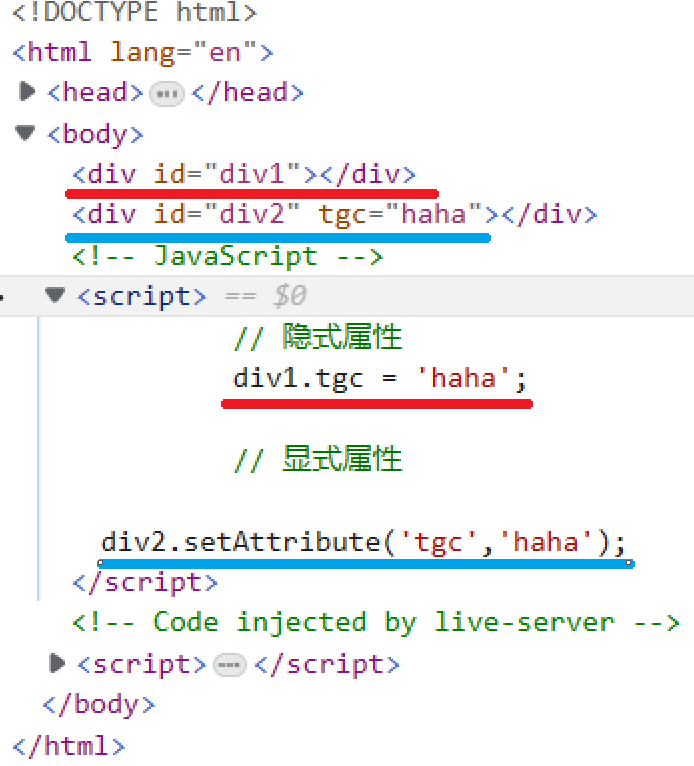 <!DOCTYPE html>
<html lang="en">
<head> ••• </head>
<body>
<div id="div1"></div>
<div id="div2" tgc="haha"></div>
<!-- JavaScript -->
<script> == $0
// 隐式属性
div1.tgc = 'haha';
// 显式属性
div2.setAttribute('tgc','haha');
</script>
<!-- Code injected by live-server -->
<script> ••• </script>
</body>
</html>